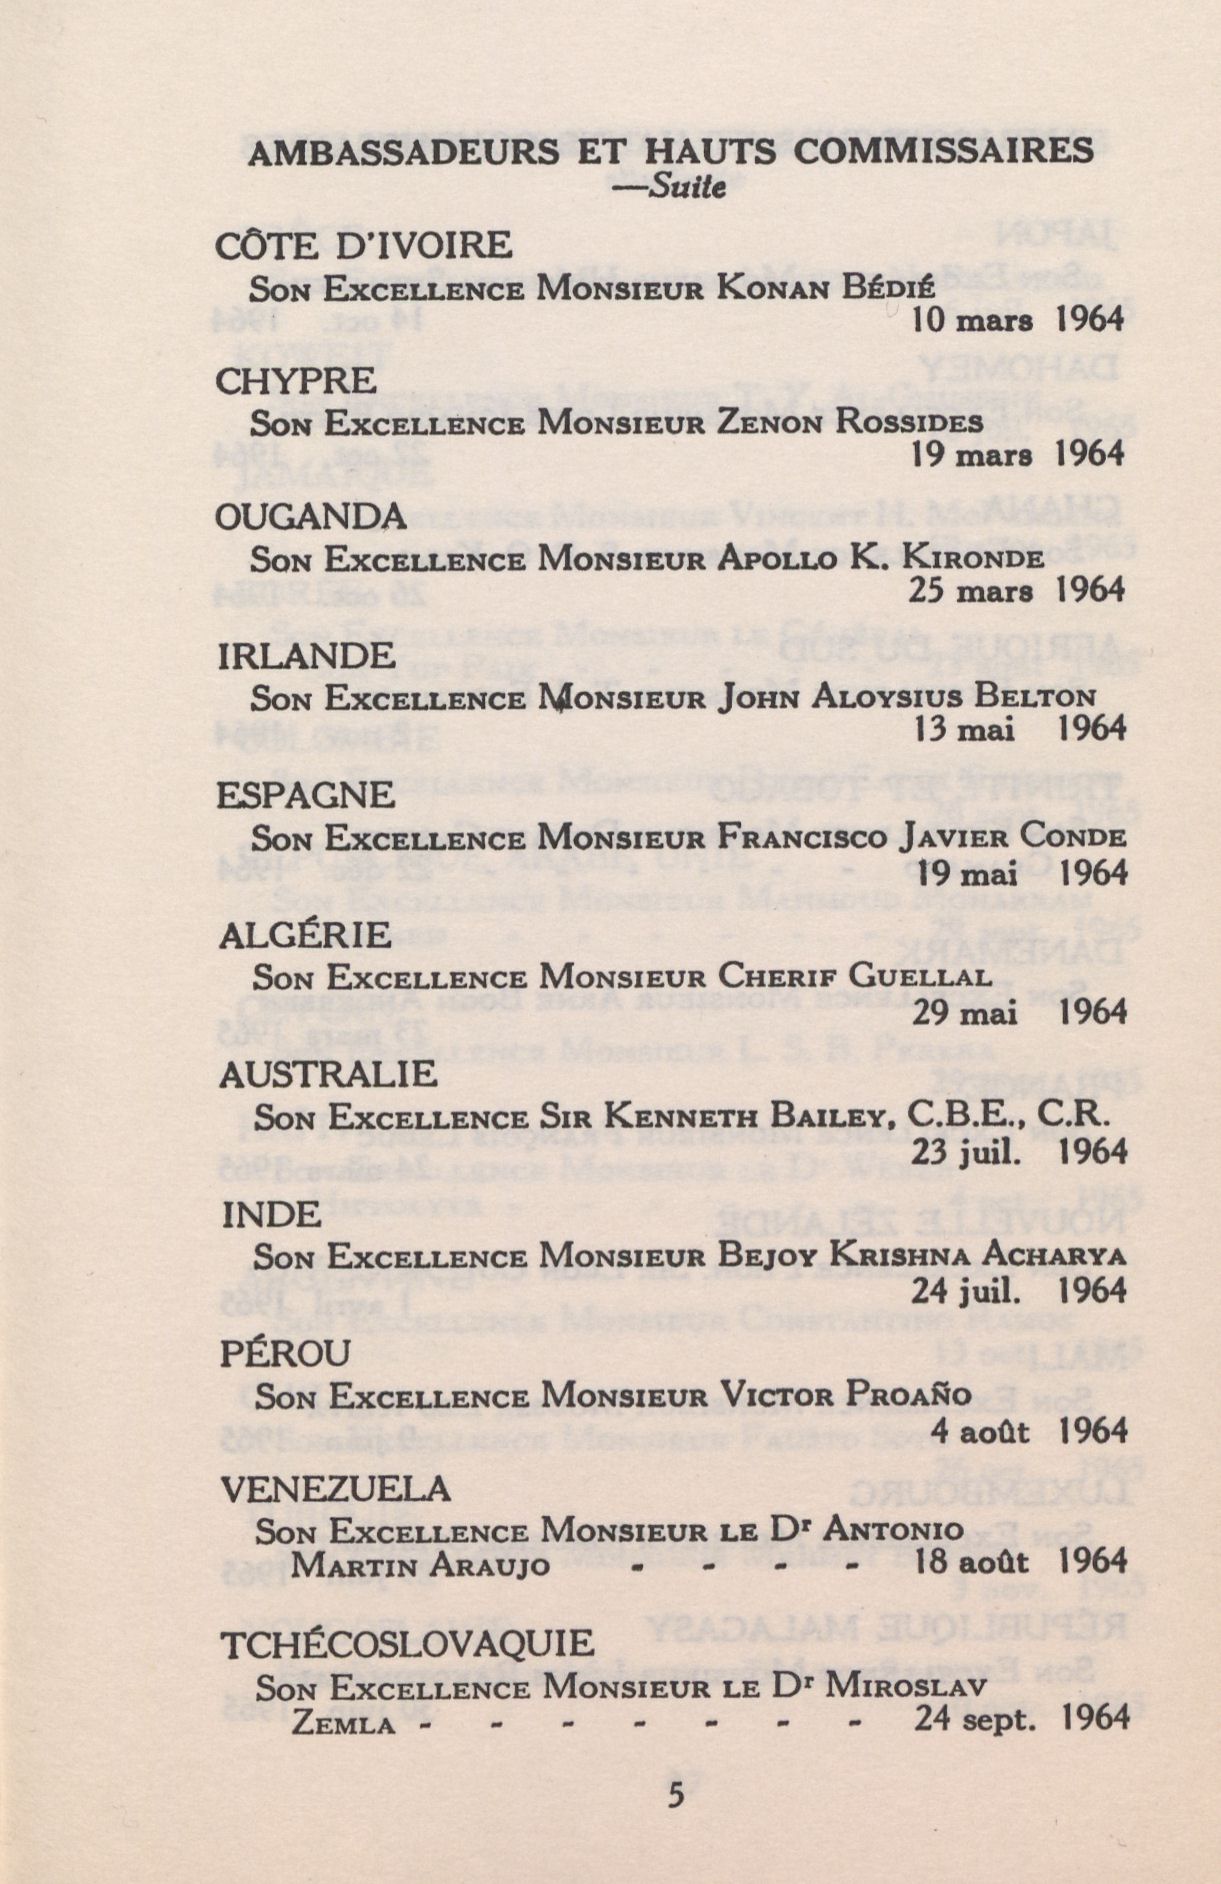 AMBASSADEURS ET HAUTS COMMISSAIRES
—Suite
CÔTE D'IVOIRE
SON EXCELLENCE MONSIEUR KONAN BÉDIÉ
10 mars 1964
CHYPRE
SON EXCELLENCE MONSIEUR ZENON ROSSIDES
19 mars 1964
OUGANDA
SON EXCELLENCE MONSIEUR APOLLO K. KIRONDE
25 mars 1964
IRLANDE
SON EXCELLENCE MONSIEUR JOHN ALOYSIUS BELTON
13 mai 1964
ESPAGNE
SON EXCELLENCE MONSIEUR FRANCISCO JAVIER CONDE
19 mai 1964
ALGÉRIE
SON EXCELLENCE MONSIEUR CHERIF GUELLAL
29 mai 1964
AUSTRALIE
SON EXCELLENCE SIR KENNETH BAILEY, C.B.E., C.R.
23 juil. 1964
INDE
SON EXCELLENCE MONSIEUR BEJOY KRISHNA ACHARYA
24 juil. 1964
PÉROU
SON EXCELLENCE MONSIEUR VICTOR PROAÑO
4 août 1964
VENEZUELA
SON EXCELLENCE MONSIEUR LE Dʳ ANTONIO
MARTIN ARAUJO - - - - 18 août 1964
TCHÉCOSLOVAQUIE
SON EXCELLENCE MONSIEUR LE Dʳ MIROSLAV
ZEMLA - - - - - - - 24 sept. 1964
5